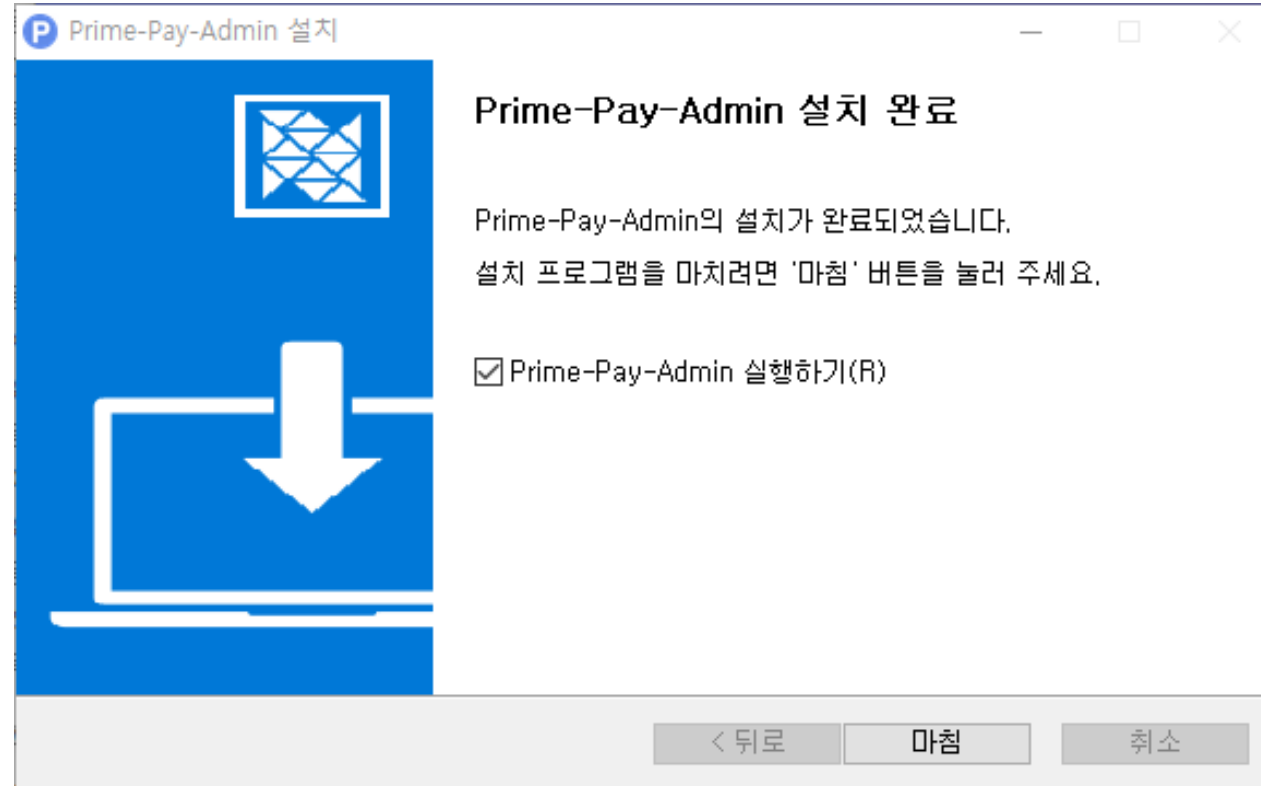 P Prime-Pay-Admin 설치
Prime-Pay-Admin 설치 완료
Prime-Pay-Admin의 설치가 완료되었습니다.
설치 프로그램을 마치려면 '마침' 버튼을 눌러 주세요.
Prime-Pay-Admin 실행하기(R)
< 뒤로 마침 취소